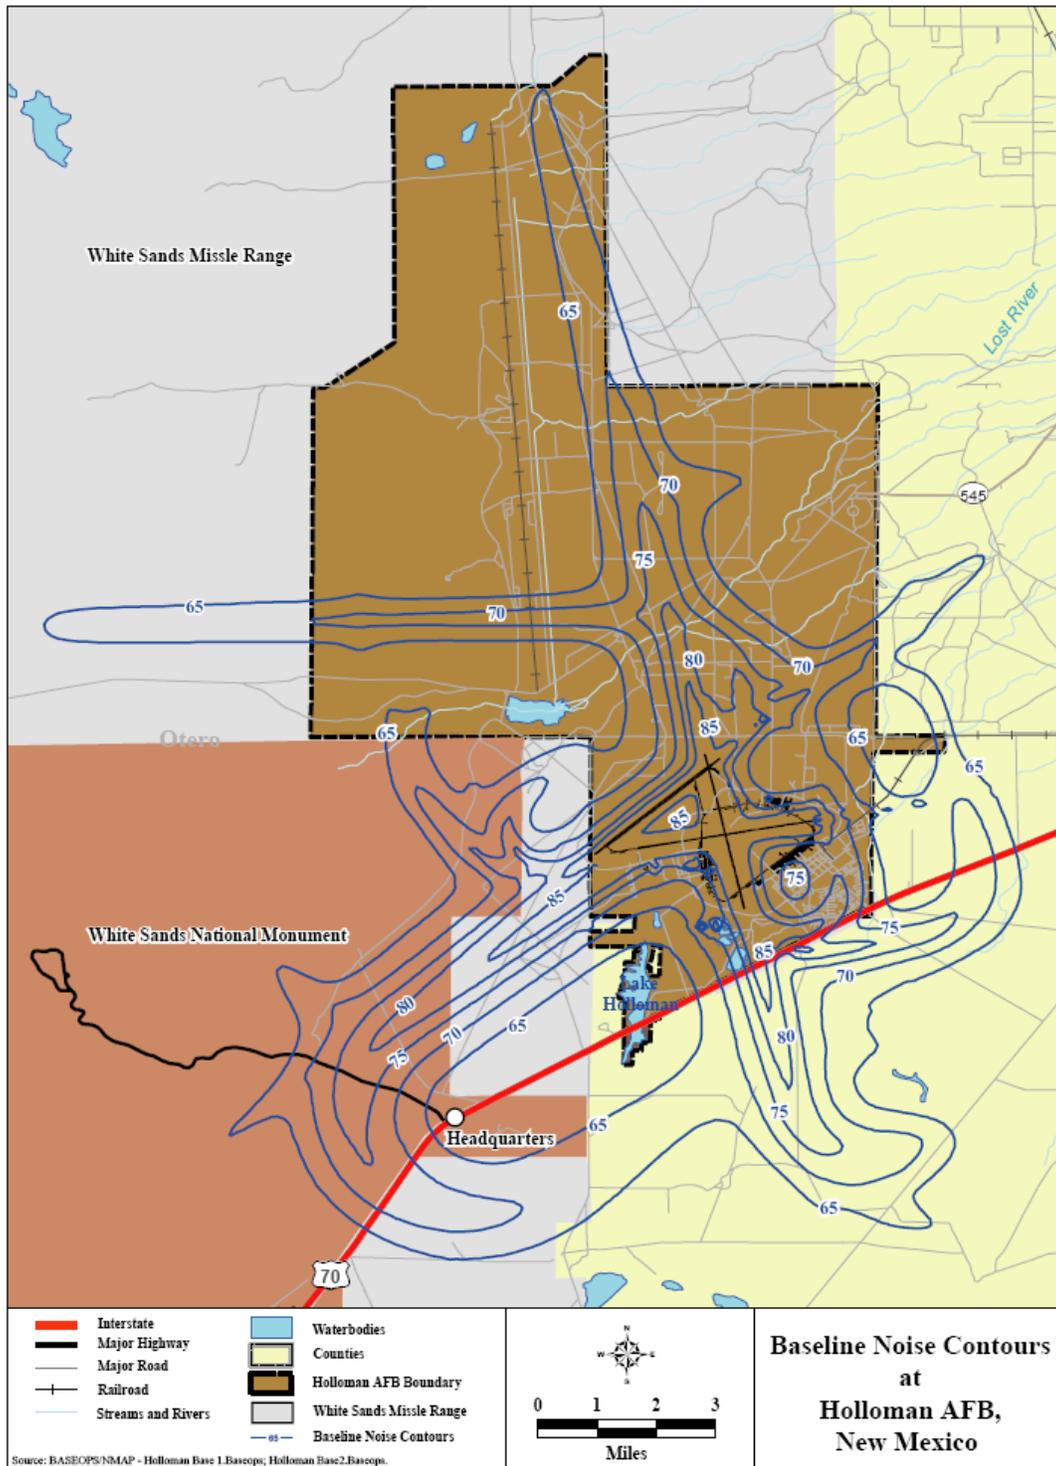 White Sands Missle Range
65
Lost River
70
545
75
65
70
80
70
65
85
65
Otero
65
85
75
85
75
White Sands National Monument
85
70
Lake
Holloman
80
65
80
70
75
75
65
Headquarters
65
70
Interstate
Major Highway
Major Road
Railroad
Streams and Rivers
Waterbodies
Counties
Holloman AFB Boundary
White Sands Missle Range
65
Baseline Noise Contours
N
W
E
S
0 1 2 3
Miles
Baseline Noise Contours
at
Holloman AFB,
New Mexico
Source: BASEOPS/NMAP - Holloman Base 1.Baseops; Holloman Base2.Baseops.